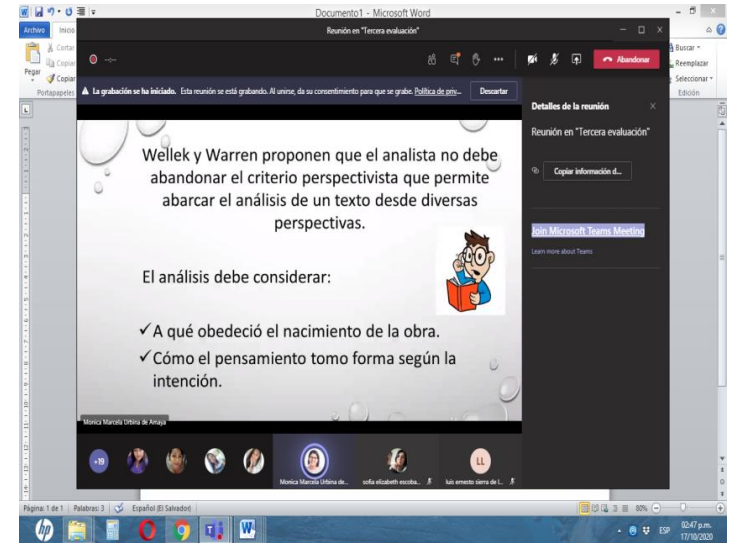 Documento1 - Microsoft Word
Archivo
Inicio
Pegar
Cortar
Copiar
Copiar
Portapapeles
Buscar
Reemplazar
Seleccionar
Edición
Reunión en "Tercera evaluación"
--:--
Abandonar
La grabación se ha iniciado. Esta reunión se está grabando. Al unirse, da su consentimiento para que se grabe. Política de priv...
Descartar
Wellek y Warren proponen que el analista no debe
abandonar el criterio perspectivista que permite
abarcar el análisis de un texto desde diversas
perspectivas.
El análisis debe considerar:
✓A qué obedeció el nacimiento de la obra.
✓Cómo el pensamiento tomo forma según la
intención.
Monica Marcela Urbina de Amaya
Detalles de la reunión
Reunión en "Tercera evaluación"
Copiar información d...
Join Microsoft Teams Meeting
Learn more about Teams
+19
Monica Marcela Urbina de...
sofia elizabeth escoba...
LL
luis ernesto sierra de l...
Página: 1 de 1
Palabras: 3
Español (El Salvador)
80%
ESP
02:47 p.m.
17/10/2020